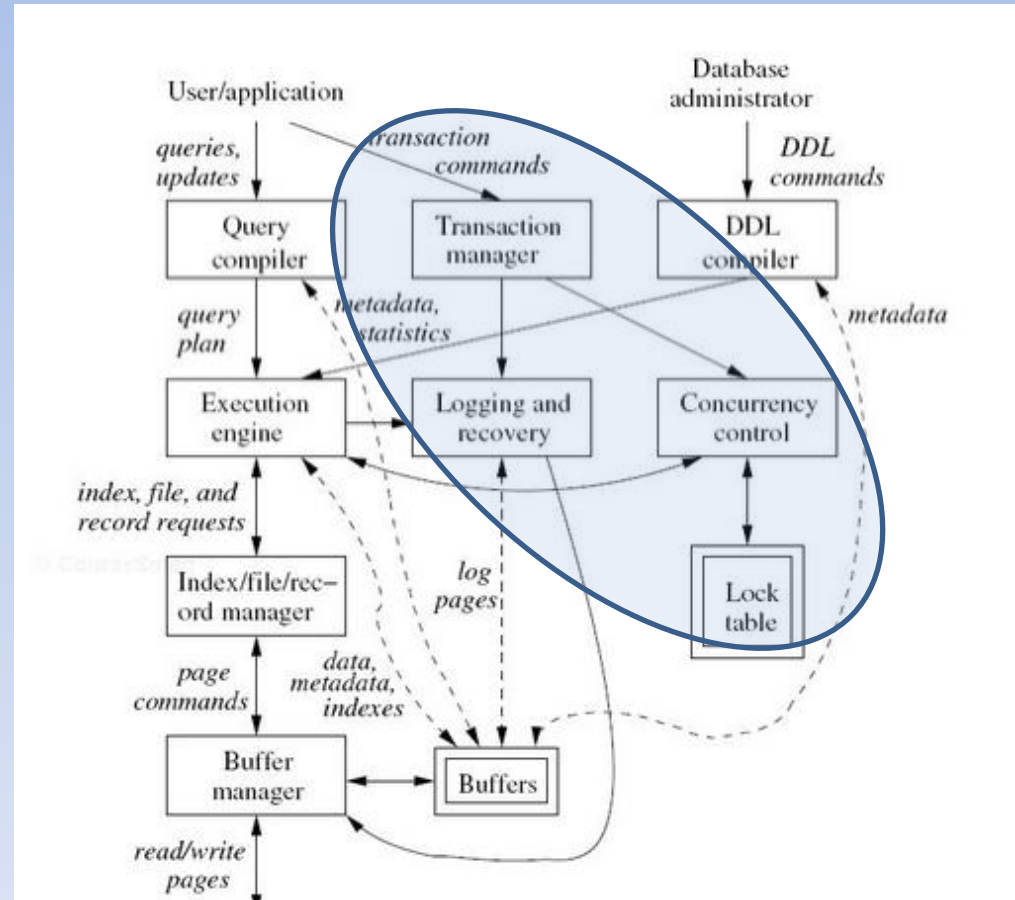 User/application
Database
administrator
queries,
updates
transaction
commands
DDL
commands
Query
compiler
Transaction
manager
DDL
compiler
query
plan
metadata,
statistics
metadata
Execution
engine
Logging and
recovery
Concurrency
control
index, file, and
record requests
log
pages
Index/file/rec–
ord manager
Lock
table
page
commands
data,
metadata,
indexes
Buffer
manager
Buffers
read/write
pages